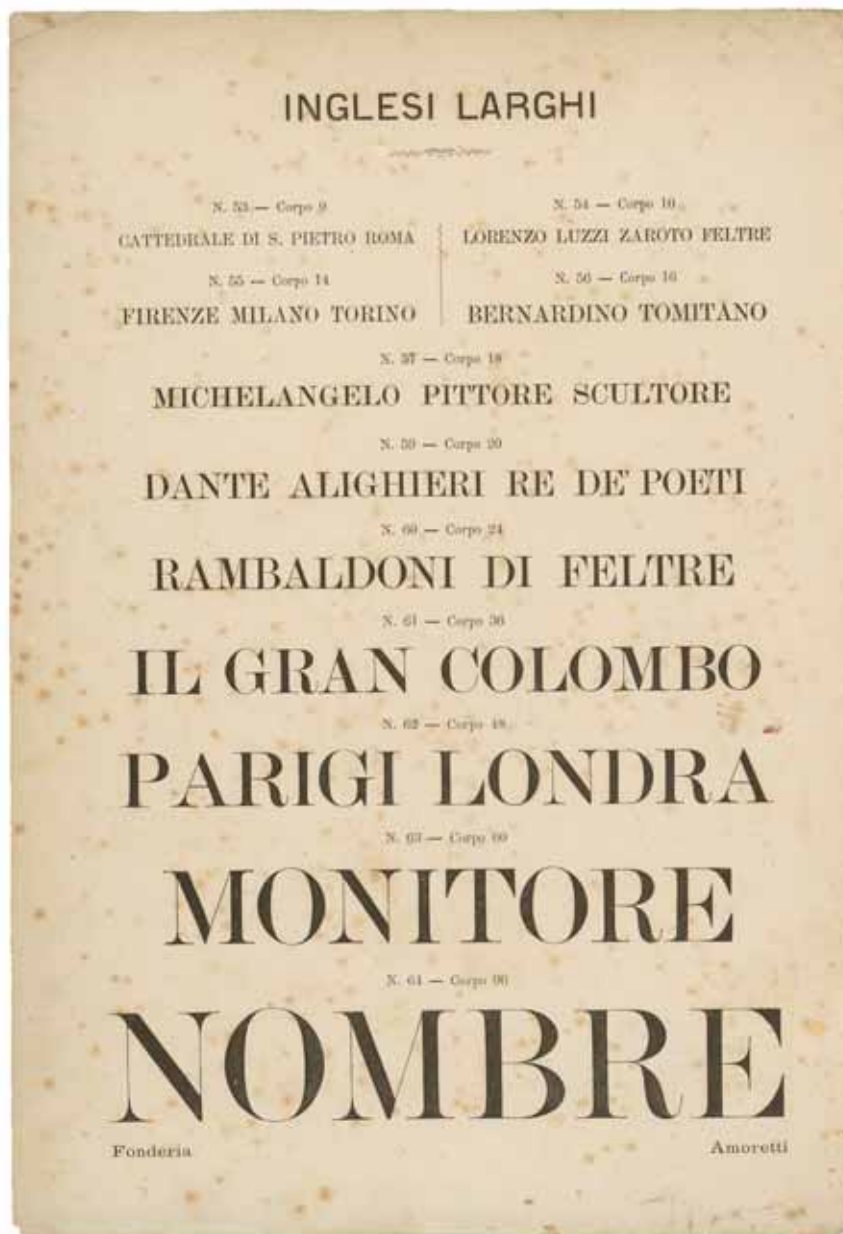 INGLESI LARGHI
N. 53 — Corpo 9
CATTEDRALE DI S. PIETRO ROMA
N. 54 — Corpo 10
LORENZO LUZZI ZAROTO FELTRE
N. 55 — Corpo 14
FIRENZE MILANO TORINO
N. 56 — Corpo 16
BERNARDINO TOMITANO
N. 57 — Corpo 18
MICHELANGELO PITTORE SCULTORE
N. 59 — Corpo 20
DANTE ALIGHIERI RE DE' POETI
N. 60 — Corpo 24
RAMBALDONI DI FELTRE
N. 61 — Corpo 36
IL GRAN COLOMBO
N. 62 — Corpo 48
PARIGI LONDRA
N. 63 — Corpo 60
MONITORE
N. 64 — Corpo 96
NOMBRE
Fonderia Amoretti